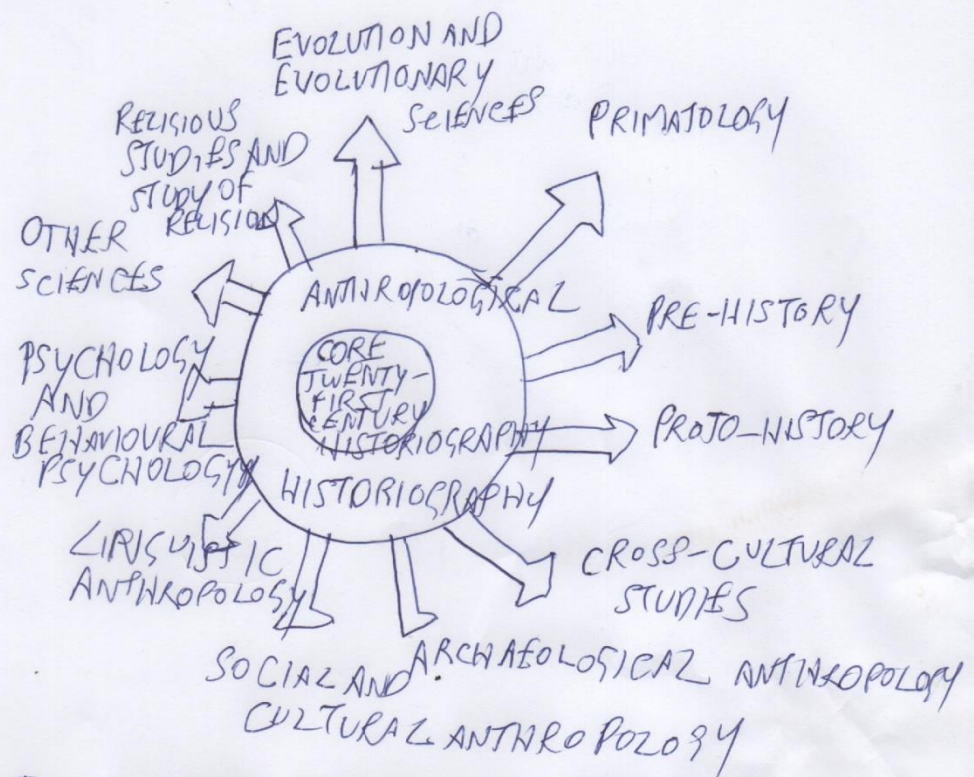 EVOLUTION AND
EVOLUTIONARY
SCIENCES
PRIMATOLOGY
RELIGIOUS
STUDIES AND
STUDY OF
RELIGION
OTHER
SCIENCES
ANTHROPOLOGICAL
PRE-HISTORY
CORE
TWENTY-
FIRST
CENTURY
HISTORIOGRAPHY
PSYCHOLOGY
AND
BEHAVIOURAL
PSYCHOLOGY
PROTO-HISTORY
HISTORIOGRAPHY
LINGUISTIC
ANTHROPOLOGY
CROSS-CULTURAL
STUDIES
SOCIAL AND
CULTURAL ANTHROPOLOGY
ARCHAEOLOGICAL ANTHROPOLOGY